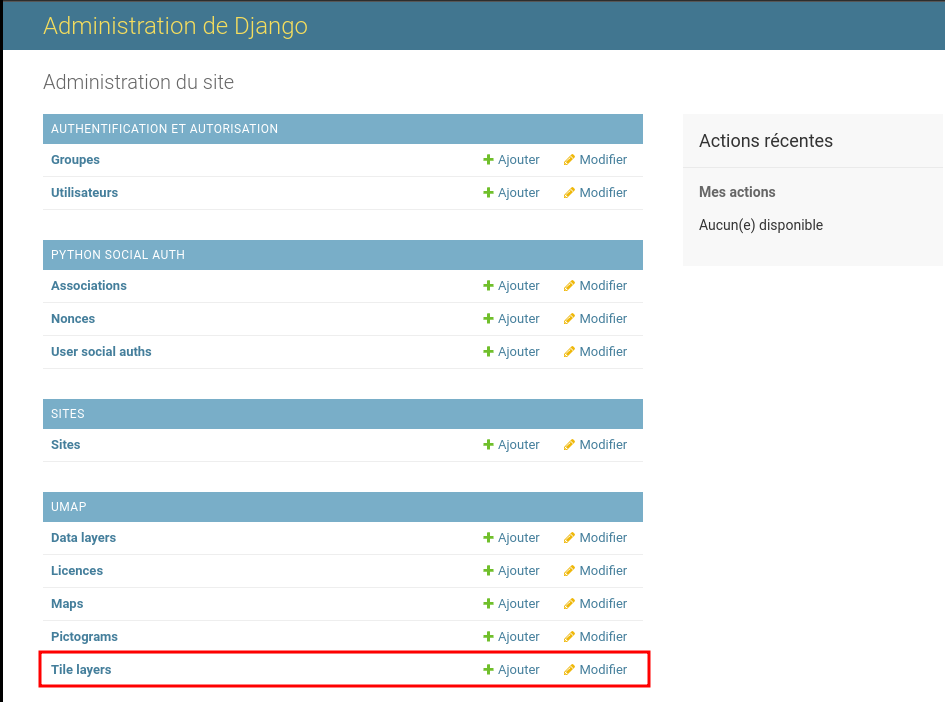 Administration de Django
Administration du site
AUTHENTIFICATION ET AUTORISATION
Groupes Ajouter Modifier
Utilisateurs Ajouter Modifier
PYTHON SOCIAL AUTH
Associations Ajouter Modifier
Nonces Ajouter Modifier
User social auths Ajouter Modifier
SITES
Sites Ajouter Modifier
UMAP
Data layers Ajouter Modifier
Licences Ajouter Modifier
Maps Ajouter Modifier
Pictograms Ajouter Modifier
Tile layers Ajouter Modifier
Actions récentes
Mes actions
Aucun(e) disponible